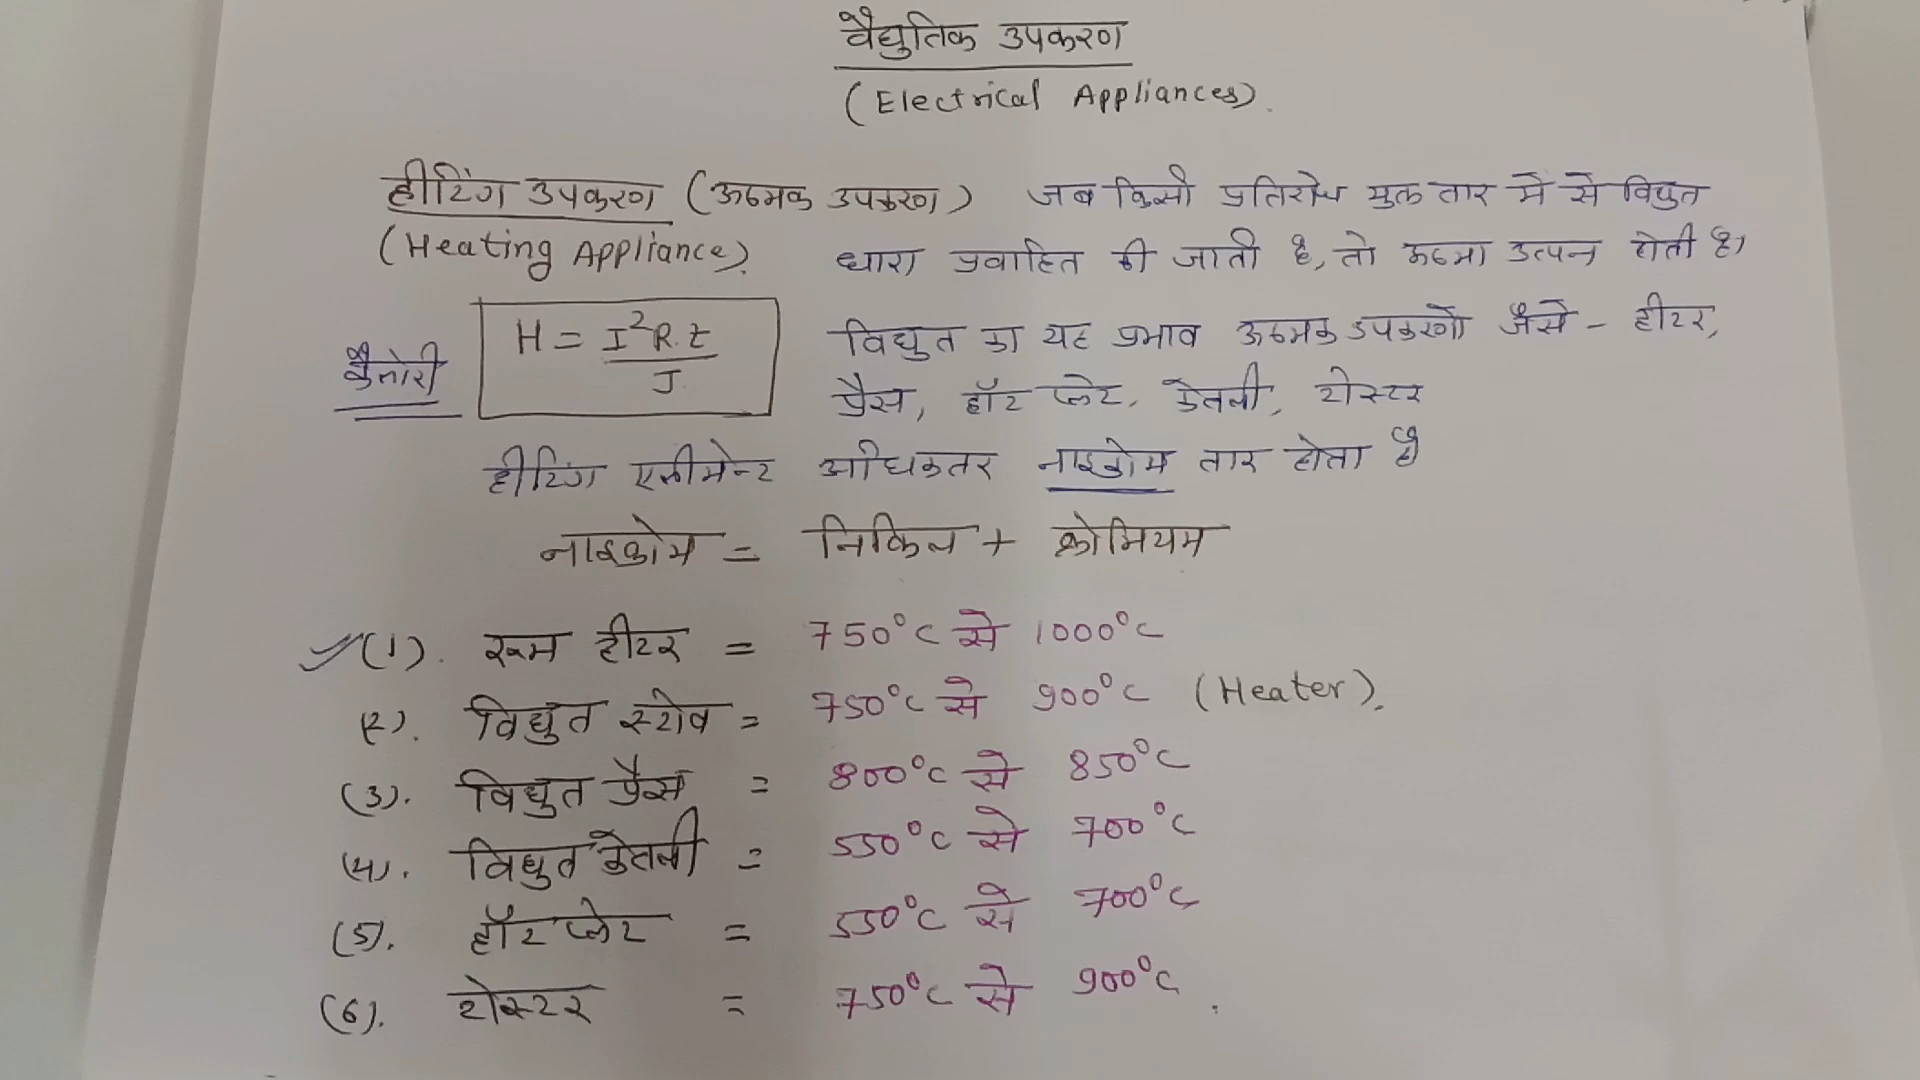 वैद्युतिक उपकरण
(Electrical Appliances).
हीटिंग उपकरण (ऊष्मक उपकरण) जब किसी प्रतिरोध युक्त तार में से विद्युत
(Heating Appliance). धारा प्रवाहित की जाती है, तो ऊष्मा उत्पन्न होती है।
कैलोरी H = I²R.t / J. विद्युत का यह प्रभाव ऊष्मक उपकरणों जैसे - हीटर,
प्रैस, हॉट प्लेट, केतली, टोस्टर
हीटिंग एलीमेन्ट अधिकतर नाइक्रोम तार होता है
नाइक्रोम = निकिल + क्रोमियम
(1). रूम हीटर = 750°C से 1000°C
(2). विद्युत स्टोव = 750°C से 900°C (Heater).
(3). विद्युत प्रैस = 800°C से 850°C
(4). विद्युत केतली = 550°C से 700°C
(5). हॉट प्लेट = 550°C से 700°C
(6). टोस्टर = 750°C से 900°C.